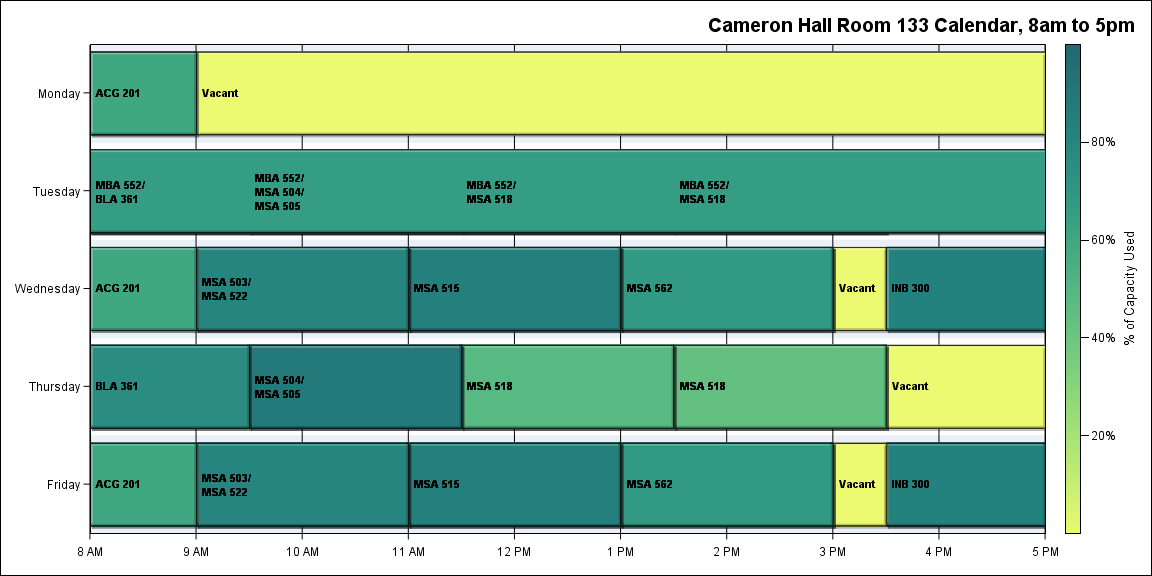 Cameron Hall Room 133 Calendar, 8am to 5pm
Monday
ACG 201
Vacant
80%
Tuesday
MBA 552/
BLA 361
MBA 552/
MSA 504/
MSA 505
MBA 552/
MSA 518
MBA 552/
MSA 518
60%
% of Capacity Used
Wednesday
ACG 201
MSA 503/
MSA 522
MSA 515
MSA 562
Vacant
INB 300
40%
Thursday
BLA 361
MSA 504/
MSA 505
MSA 518
MSA 518
Vacant
20%
Friday
ACG 201
MSA 503/
MSA 522
MSA 515
MSA 562
Vacant
INB 300
8 AM
9 AM
10 AM
11 AM
12 PM
1 PM
2 PM
3 PM
4 PM
5 PM